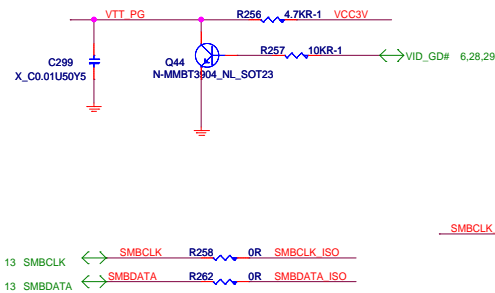 VTT_PG R256 4.7KR-1 VCC3V
C299
X_C0.01U50Y5
Q44
N-MMBT3904_NL_SOT23
R257 10KR-1
VID_GD# 6,28,29
SMBCLK
13 SMBCLK SMBCLK R258 0R SMBCLK_ISO
13 SMBDATA SMBDATA R262 0R SMBDATA_ISO